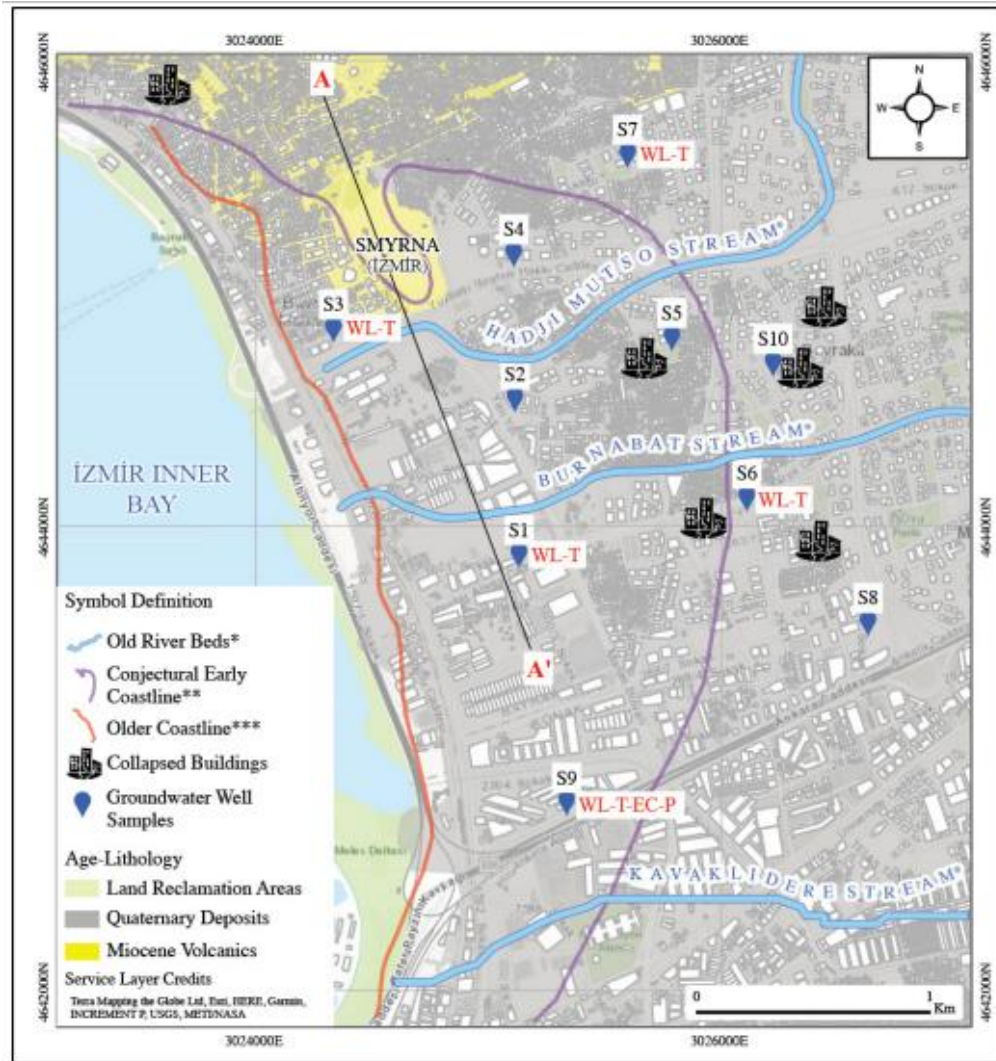 3024000E
3026000E
4646000N
4646000N
A
N
W
E
S
S7
WL-T
S4
SMYRNA
(İZMİR)
HADJI MUTSO STREAM*
S3
WL-T
S5
S10
S2
BURNABAT STREAM*
İZMİR INNER
BAY
S6
WL-T
4644000N
4644000N
S1
WL-T
S8
A'
S9
WL-T-EC-P
KAVAKLIDERE STREAM*
Symbol Definition
Old River Beds*
Conjectural Early
Coastline**
Older Coastline***
Collapsed Buildings
Groundwater Well
Samples
Age-Lithology
Land Reclamation Areas
Quaternary Deposits
Miocene Volcanics
Service Layer Credits
Terra Mapping the Globe Ltd, Esri, HERE, Garmin,
INCREMENT P, USGS, METI/NASA
0
1
Km
4642000N
4642000N
3024000E
3026000E